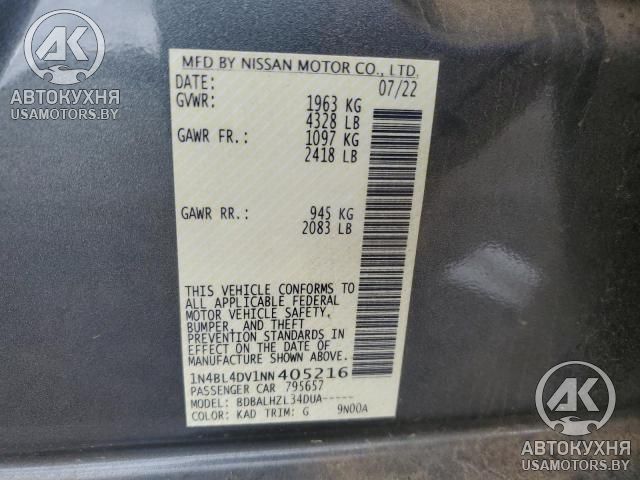 AK
АВТОКУХНЯ
USAMOTORS.BY
MFD BY NISSAN MOTOR CO., LTD.
DATE: 07/22
GVWR: 1963 KG
4328 LB
GAWR FR.: 1097 KG
2418 LB
GAWR RR.: 945 KG
2083 LB
THIS VEHICLE CONFORMS TO
ALL APPLICABLE FEDERAL
MOTOR VEHICLE SAFETY,
BUMPER, AND THEFT
PREVENTION STANDARDS IN
EFFECT ON THE DATE OF
MANUFACTURE SHOWN ABOVE.
1N4BL4DV1NN405216
PASSENGER CAR 795657
MODEL: BDBALHZL34DUA-----
COLOR: KAD TRIM: G 9N00A
AK
АВТОКУХНЯ
USAMOTORS.BY